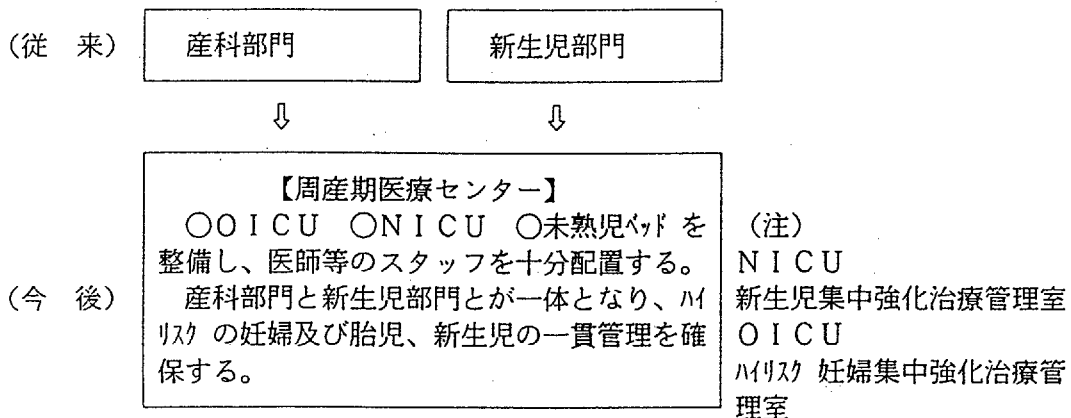 (従　来)　産科部門　新生児部門
⇩　⇩
【周産期医療センター】
○OICU　○NICU　○未熟児ベッド を
整備し、医師等のスタッフを十分配置する。
(今　後)　産科部門と新生児部門とが一体となり、ハイ
リスク の妊婦及び胎児、新生児の一貫管理を確
保する。
(注)
NICU
新生児集中強化治療管理室
OICU
ハイリスク 妊婦集中強化治療管
理室